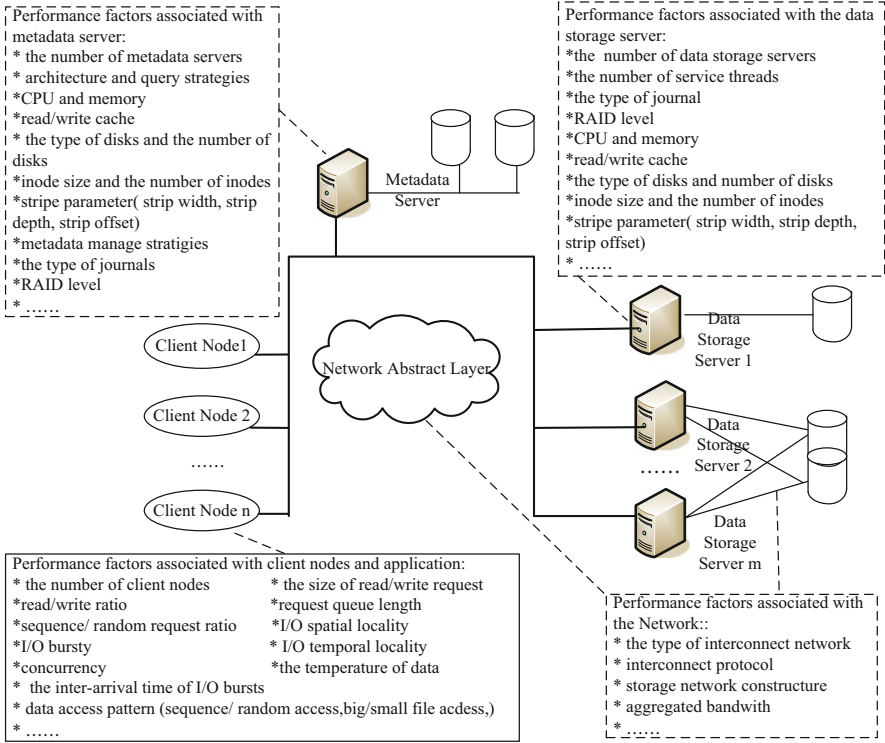 Performance factors associated with
metadata server:
* the number of metadata servers
* architecture and query strategies
*CPU and memory
*read/write cache
* the type of disks and the number of
disks
*inode size and the number of inodes
*stripe parameter( strip width, strip
depth, strip offset)
*metadata manage stratigies
*the type of journals
*RAID level
* ……
Performance factors associated with the data
storage server:
*the number of data storage servers
*the number of service threads
*the type of journal
*RAID level
*CPU and memory
*read/write cache
*the type of disks and number of disks
*inode size and the number of inodes
*stripe parameter( strip width, strip depth,
strip offset)
* ……
Metadata
Server
Client Node1
Client Node 2
……
Client Node n
Network Abstract Layer
Data
Storage
Server 1
Data
Storage
Server 2
……
Data
Storage
Server m
Performance factors associated with client nodes and application:
* the number of client nodes * the size of read/write request
*read/write ratio *request queue length
*sequence/ random request ratio *I/O spatial locality
*I/O bursty * I/O temporal locality
*concurrency *the temperature of data
* the inter-arrival time of I/O bursts
* data access pattern (sequence/ random access,big/small file acdess,)
* ……
Performance factors associated with
the Network::
* the type of interconnect network
* interconnect protocol
* storage network constructure
* aggregated bandwith
* ……